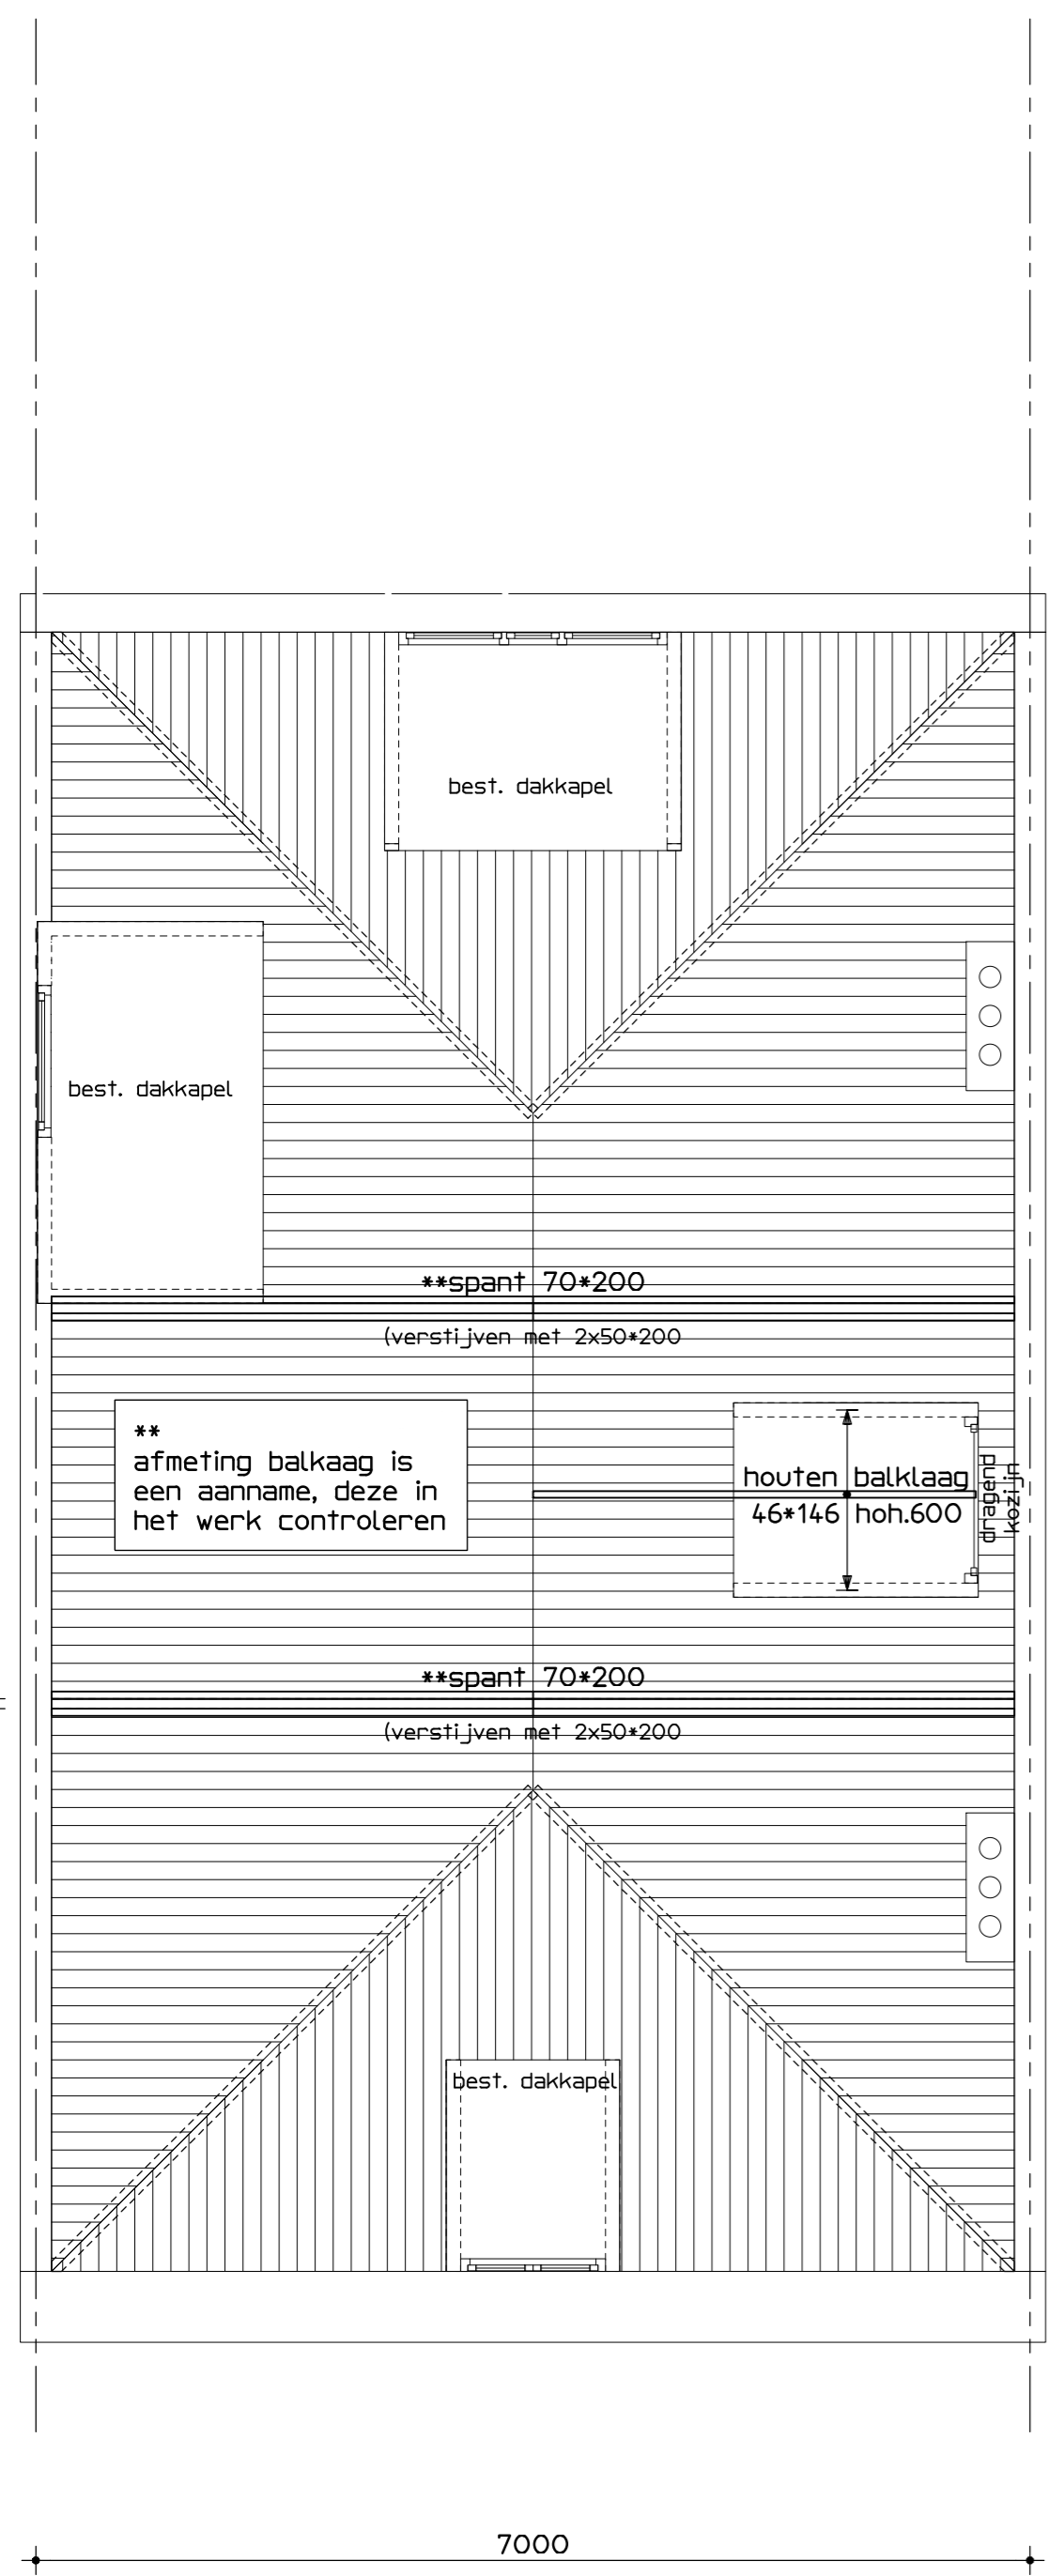 best. dakkapel
best. dakkapel
**spant 70*200
(verstijven met 2x50*200
**
afmeting balkaag is
een aanname, deze in
het werk controleren
houten balklaag
46*146 hoh.600
dragend
kozijn
**spant 70*200
(verstijven met 2x50*200
best. dakkapel
7000